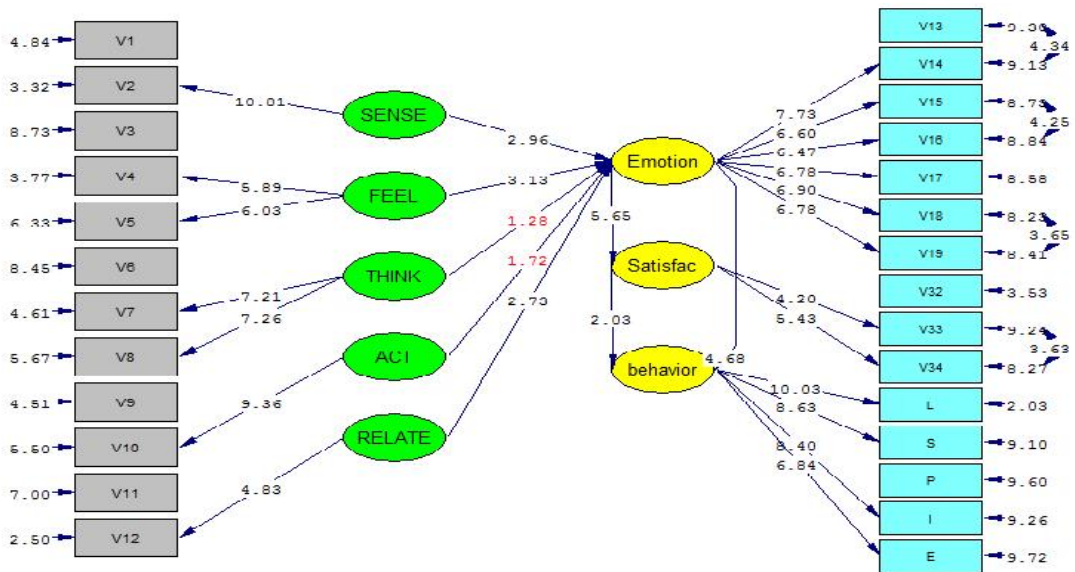 4.84 V1
3.32 V2
8.73 V3
3.77 V4
6.33 V5
8.45 V6
4.61 V7
5.67 V8
4.51 V9
V10
7.00 V11
2.50 V12
10.01
5.89
6.03
7.21
7.26
9.36
4.83
SENSE
FEEL
THINK
ACT
RELATE
2.96
3.13
1.28
1.72
2.73
Emotion
Satisfac
behavior
5.65
2.03
4.68
7.73
6.60
6.47
6.78
6.90
6.78
4.20
5.43
10.03
8.63
8.40
6.84
V13
V14 9.13
V15 8.73
V16 8.84
V17 8.58
V18 8.23
V19 8.41
V32 3.53
V33 9.24
V34 8.27
L 2.03
S 9.10
P 9.60
I 9.26
E 9.72
4.34
4.25
3.65
3.63